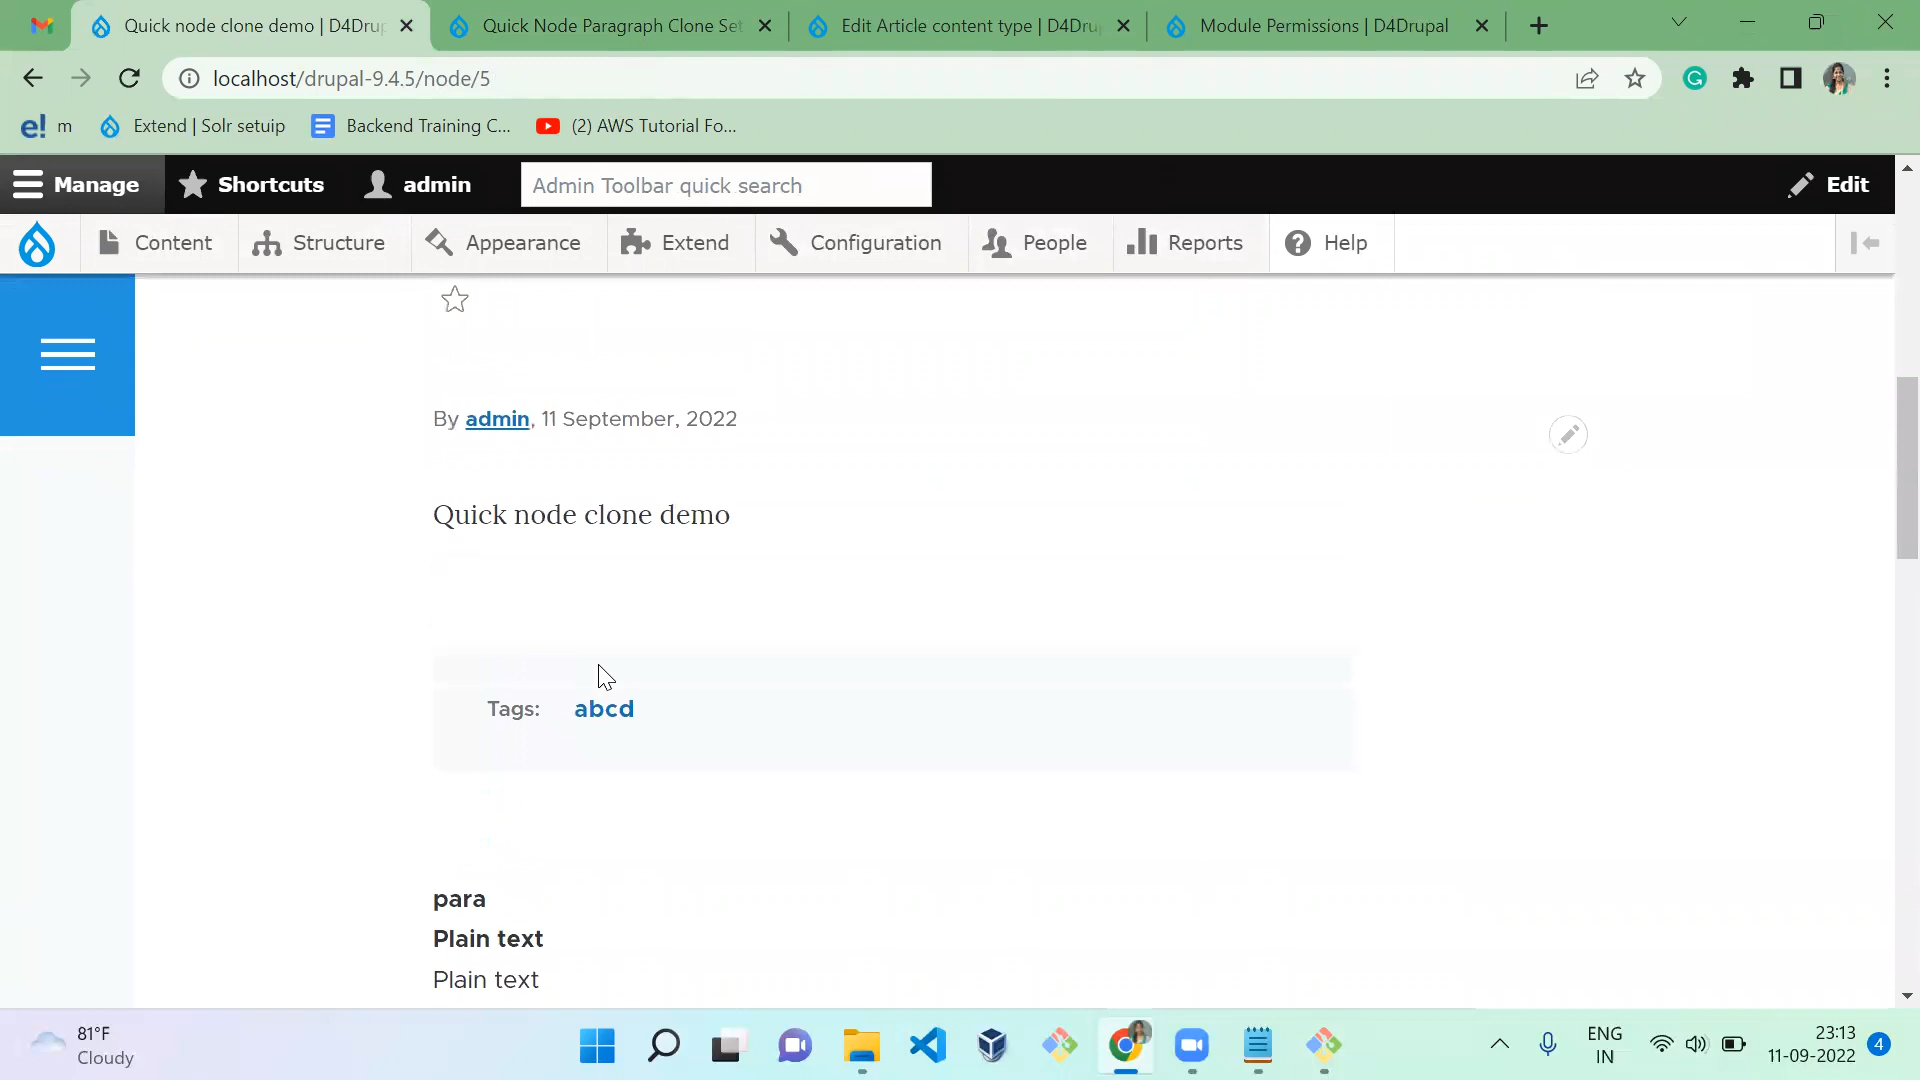 Quick node clone demo | D4Drup
Quick Node Paragraph Clone Set
Edit Article content type | D4Dru
Module Permissions | D4Drupal
localhost/drupal-9.4.5/node/5
G
e! m
Extend | Solr setuip
Backend Training C...
(2) AWS Tutorial Fo...
Manage
Shortcuts
admin
Admin Toolbar quick search
Edit
Content
Structure
Appearance
Extend
Configuration
People
Reports
? Help
By admin, 11 September, 2022
Quick node clone demo
Tags: abcd
para
Plain text
Plain text
81°F
Cloudy
ENG
IN
23:13
11-09-2022
4